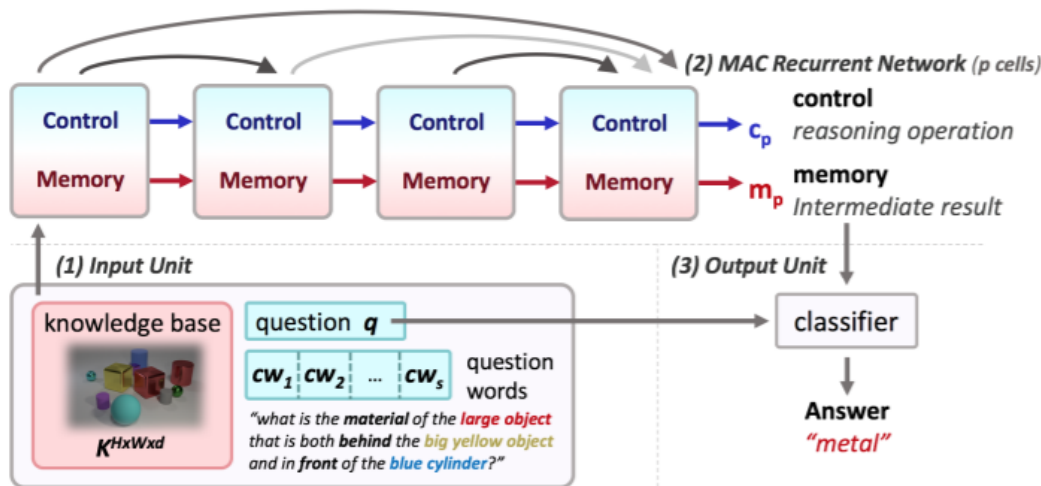 (2) MAC Recurrent Network (p cells)
Control
Control
Control
Control
cp
control
reasoning operation
Memory
Memory
Memory
Memory
mp
memory
Intermediate result
(1) Input Unit
(3) Output Unit
knowledge base
K^HxWxd
question q
cw1 cw2 ... cws
question
words
“what is the material of the large object
that is both behind the big yellow object
and in front of the blue cylinder?”
classifier
Answer
“metal”